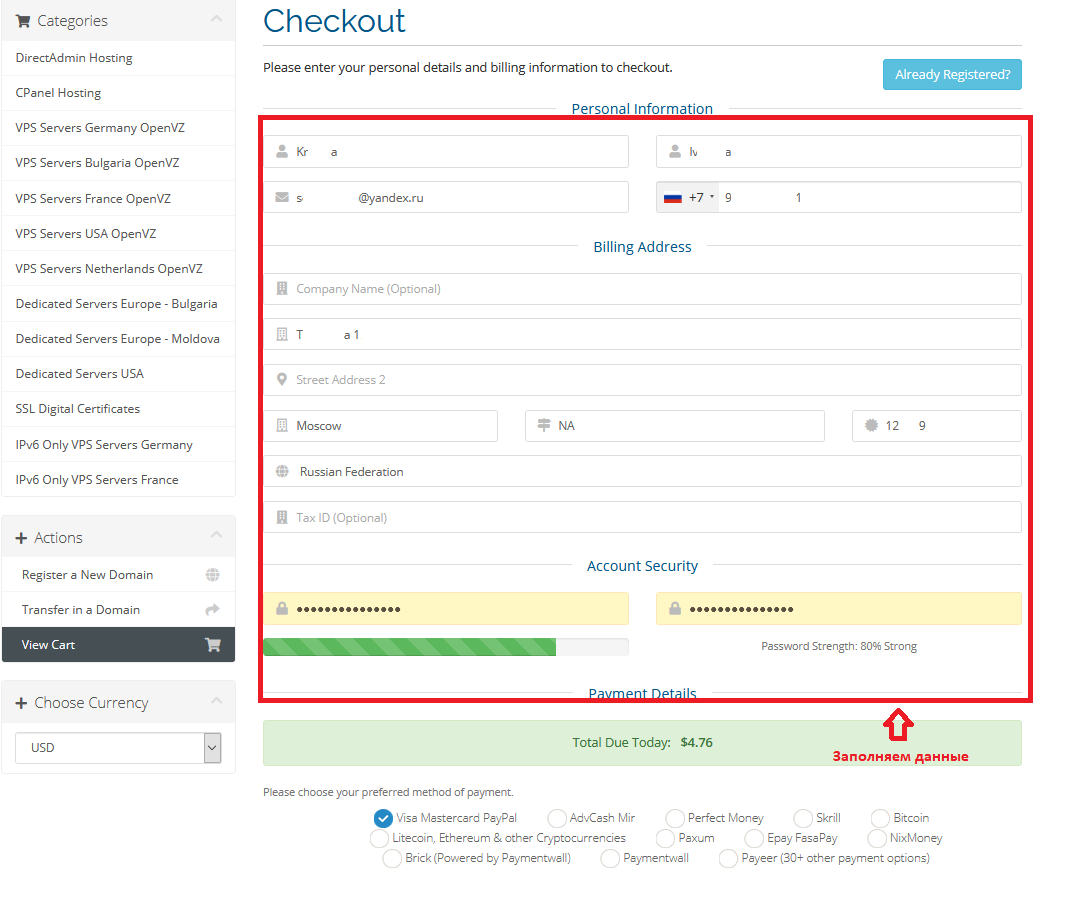 Categories
DirectAdmin Hosting
CPanel Hosting
VPS Servers Germany OpenVZ
VPS Servers Bulgaria OpenVZ
VPS Servers France OpenVZ
VPS Servers USA OpenVZ
VPS Servers Netherlands OpenVZ
Dedicated Servers Europe - Bulgaria
Dedicated Servers Europe - Moldova
Dedicated Servers USA
SSL Digital Certificates
IPv6 Only VPS Servers Germany
IPv6 Only VPS Servers France
Actions
Register a New Domain
Transfer in a Domain
View Cart
Choose Currency
USD
Checkout
Please enter your personal details and billing information to checkout.
Already Registered?
Personal Information
Kr a
Iv a
s @yandex.ru
+7 9 1
Billing Address
Company Name (Optional)
T a 1
Street Address 2
Moscow
NA
12 9
Russian Federation
Tax ID (Optional)
Account Security
•••••••••••••••
•••••••••••••••
Password Strength: 80% Strong
Payment Details
Total Due Today: $4.76
Заполняем данные
Please choose your preferred method of payment.
Visa Mastercard PayPal AdvCash Mir Perfect Money Skrill Bitcoin
Litecoin, Ethereum & other Cryptocurrencies Paxum Epay FasaPay NixMoney
Brick (Powered by Paymentwall) Paymentwall Payeer (30+ other payment options)